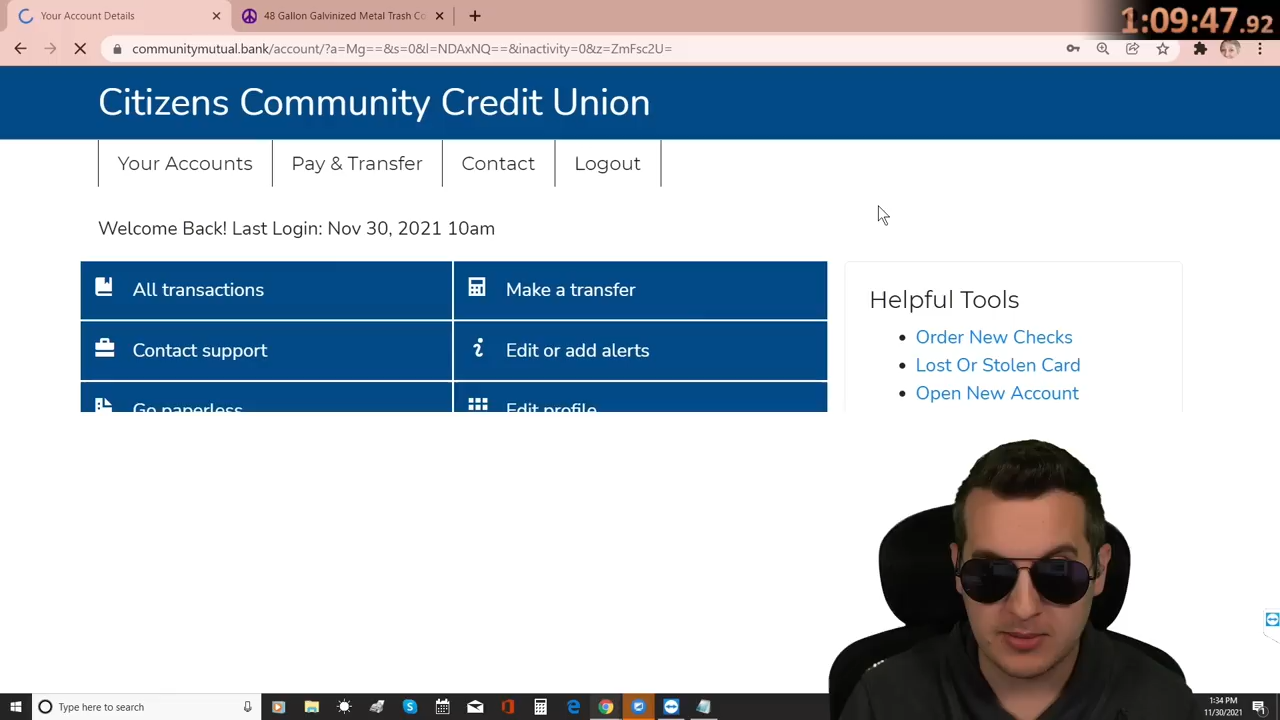 Your Account Details
48 Gallon Galvinized Metal Trash Co
1:09:47.92
communitymutual.bank/account/?a=Mg==&s=0&l=NDAxNQ==&inactivity=0&z=ZmFsc2U=
Citizens Community Credit Union
Your Accounts
Pay & Transfer
Contact
Logout
Welcome Back! Last Login: Nov 30, 2021 10am
All transactions
Make a transfer
Contact support
Edit or add alerts
Go paperless
Edit profile
Helpful Tools
Order New Checks
Lost Or Stolen Card
Open New Account
Type here to search
1:34 PM
11/30/2021